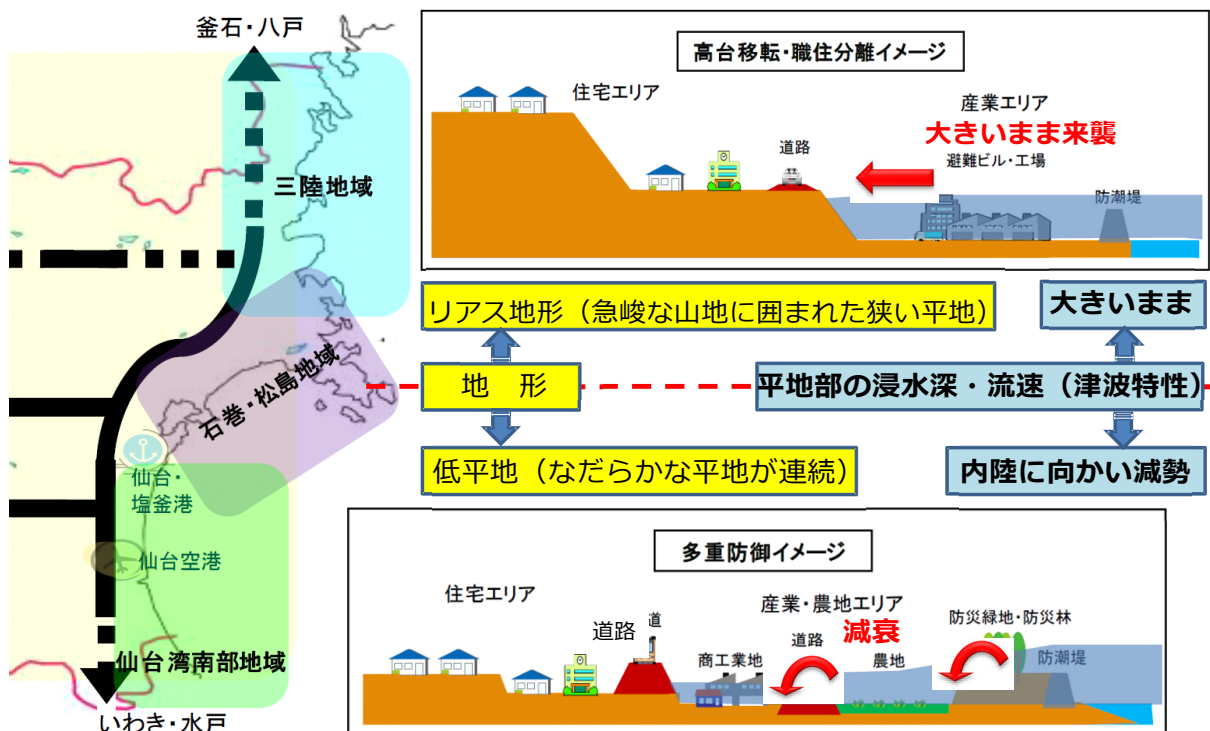 釜石・八戸
三陸地域
石巻・松島地域
仙台・
塩釜港
仙台空港
仙台湾南部地域
いわき・水戸
高台移転・職住分離イメージ
住宅エリア
産業エリア
大きいまま来襲
道路
避難ビル・工場
防潮堤
リアス地形（急峻な山地に囲まれた狭い平地）
大きいまま
地　形
平地部の浸水深・流速（津波特性）
低平地（なだらかな平地が連続）
内陸に向かい減勢
多重防御イメージ
住宅エリア
産業・農地エリア
防災緑地・防災林
道路
道
道路
減衰
商工業地
農地
防潮堤